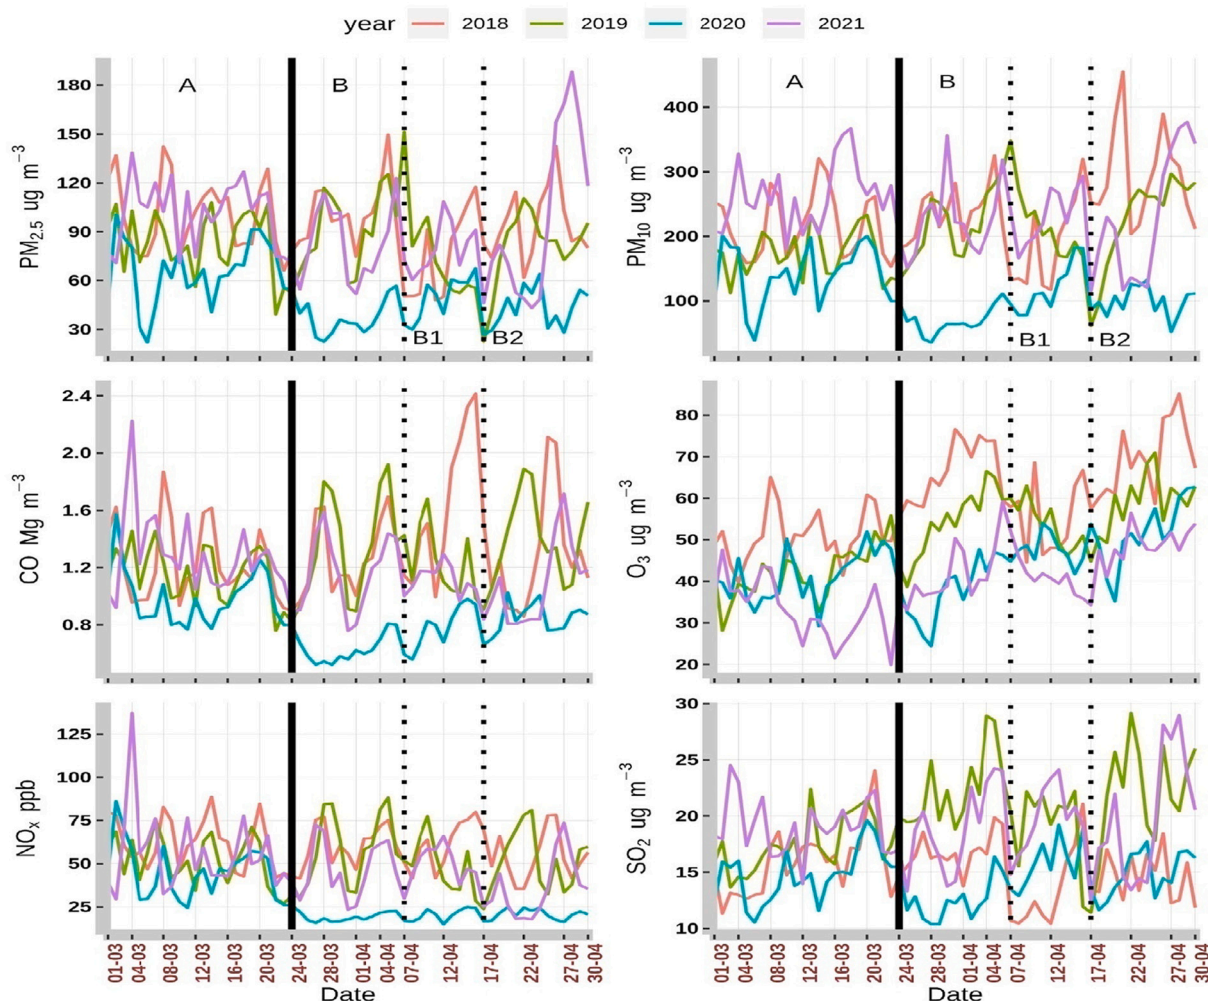 year 2018 2019 2020 2021
PM2.5 ug m−3
180
150
120
90
60
30
A B
B1 B2
PM10 ug m−3
400
300
200
100
A B
B1 B2
CO Mg m−3
2.4
2.0
1.6
1.2
0.8
O3 ug m−3
80
70
60
50
40
30
20
NOx ppb
125
100
75
50
25
SO2 ug m−3
30
25
20
15
10
01-03 04-03 08-03 12-03 16-03 20-03 24-03 28-03 01-04 04-04 07-04 12-04 17-04 22-04 27-04 30-04
Date
01-03 04-03 08-03 12-03 16-03 20-03 24-03 28-03 01-04 04-04 07-04 12-04 17-04 22-04 27-04 30-04
Date